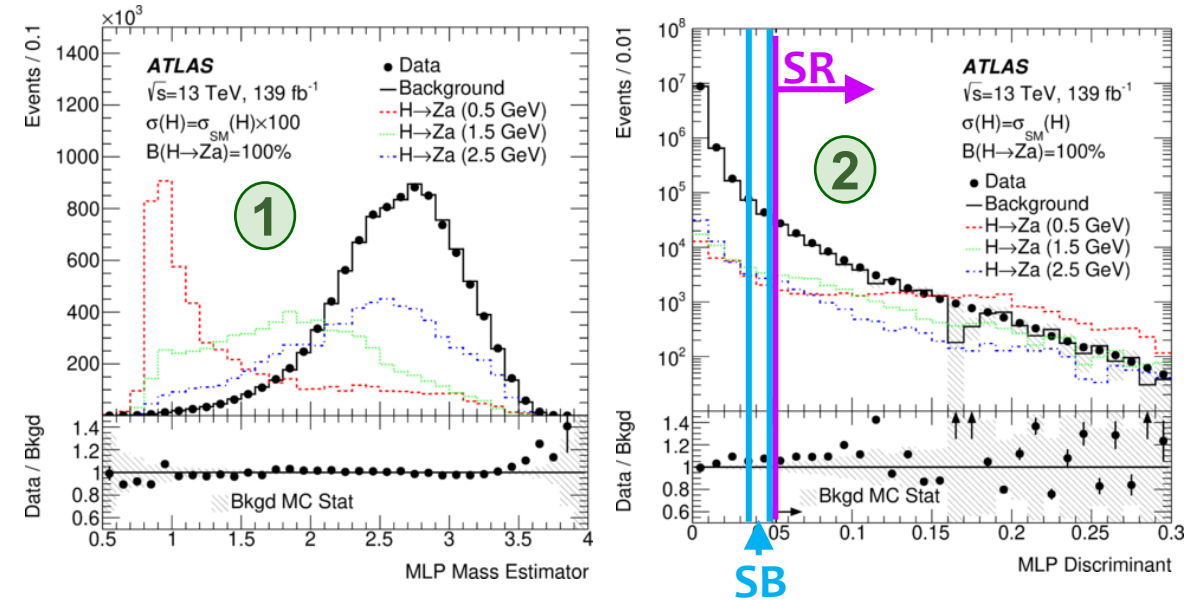 ×10³
Events / 0.1
1400
1200
1000
800
600
400
200
ATLAS
√s=13 TeV, 139 fb⁻¹
σ(H)=σSM(H)×100
B(H→Za)=100%
Data
Background
H→Za (0.5 GeV)
H→Za (1.5 GeV)
H→Za (2.5 GeV)
1
Data / Bkgd
1.4
1.2
1
0.8
0.6
Bkgd MC Stat
0.5 1 1.5 2 2.5 3 3.5 4
MLP Mass Estimator
Events / 0.01
10⁸
10⁷
10⁶
10⁵
10⁴
10³
10²
SR
2
ATLAS
√s=13 TeV, 139 fb⁻¹
σ(H)=σSM(H)
B(H→Za)=100%
Data
Background
H→Za (0.5 GeV)
H→Za (1.5 GeV)
H→Za (2.5 GeV)
Data / Bkgd
1.4
1.2
1
0.8
0.6
Bkgd MC Stat
0 0.05 0.1 0.15 0.2 0.25 0.3
MLP Discriminant
SB